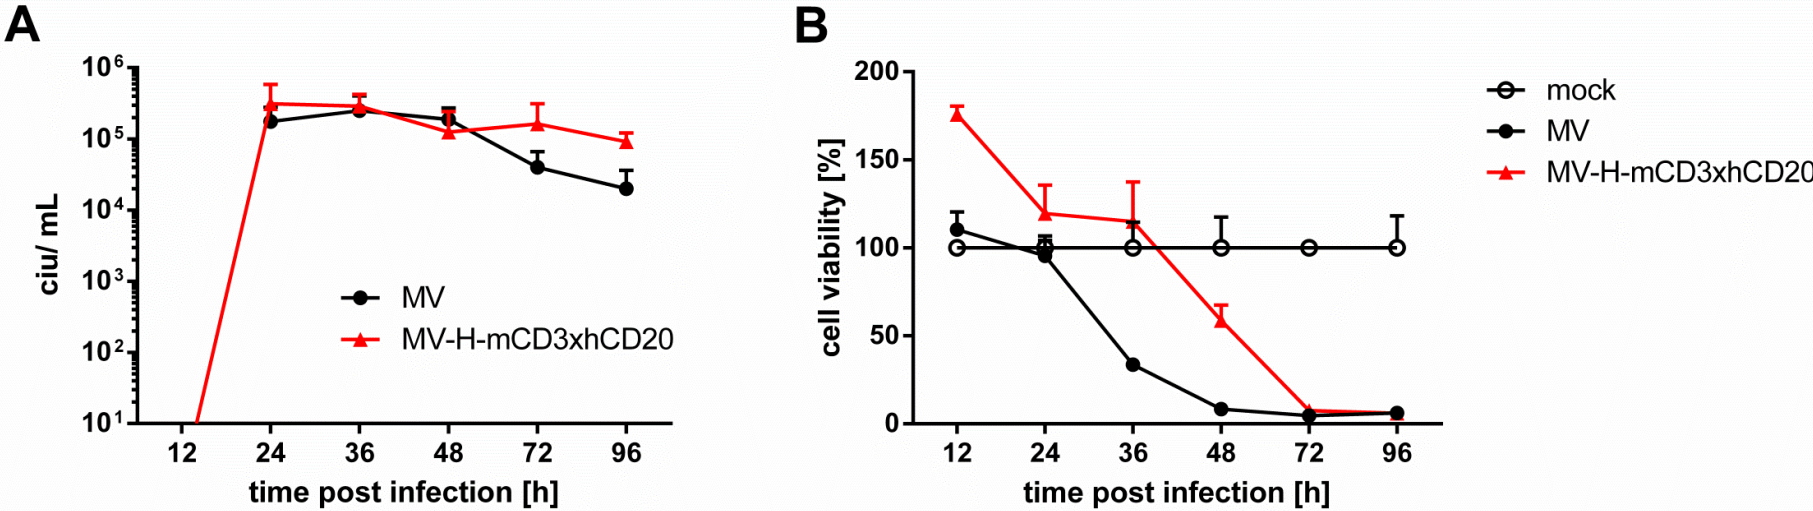 A
10⁶
10⁵
10⁴
10³
10²
10¹
ciu/ mL
MV
MV-H-mCD3xhCD20
12 24 36 48 72 96
time post infection [h]
B
200
150
100
50
0
cell viability [%]
12 24 36 48 72 96
time post infection [h]
mock
MV
MV-H-mCD3xhCD20